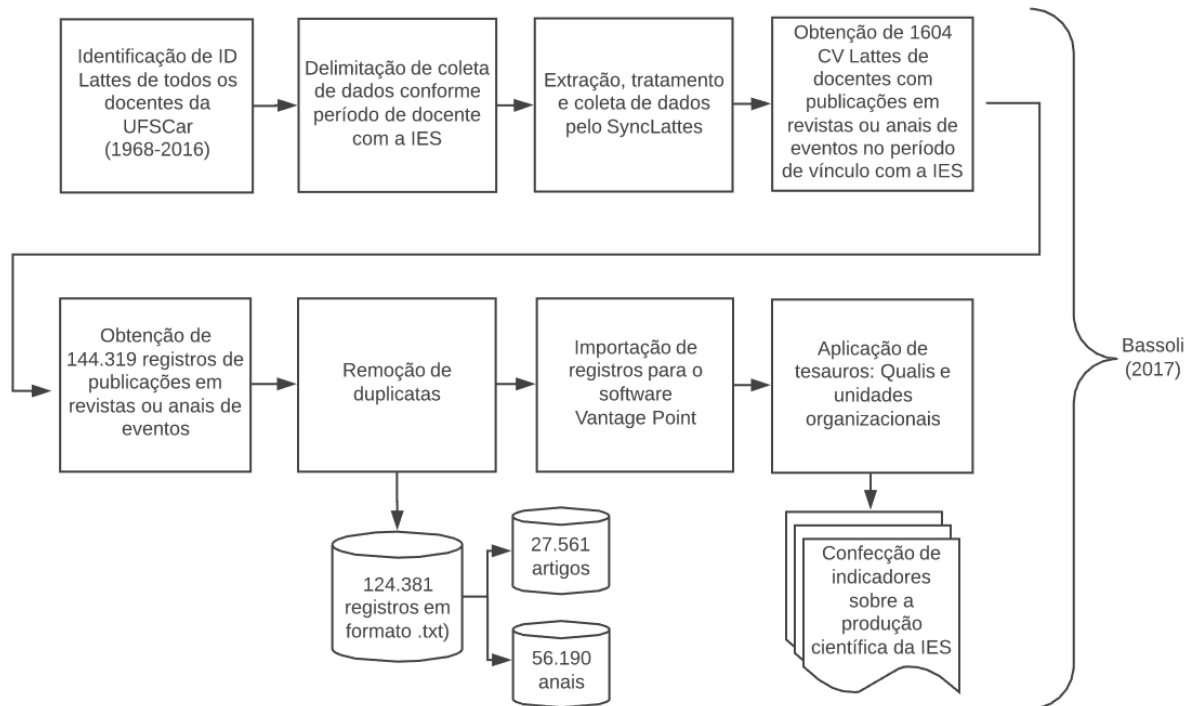 Identificação de ID
Lattes de todos os
docentes da
UFSCar
(1968-2016)
Delimitação de coleta
de dados conforme
período de docente
com a IES
Extração, tratamento
e coleta de dados
pelo SyncLattes
Obtenção de 1604
CV Lattes de
docentes com
publicações em
revistas ou anais de
eventos no período
de vínculo com a IES
Obtenção de
144.319 registros de
publicações em
revistas ou anais de
eventos
Remoção de
duplicatas
Importação de
registros para o
software
Vantage Point
Aplicação de
tesauros: Qualis e
unidades
organizacionais
Bassoli
(2017)
124.381
registros em
formato .txt)
27.561
artigos
56.190
anais
Confecção de
indicadores
sobre a
produção
científica da IES